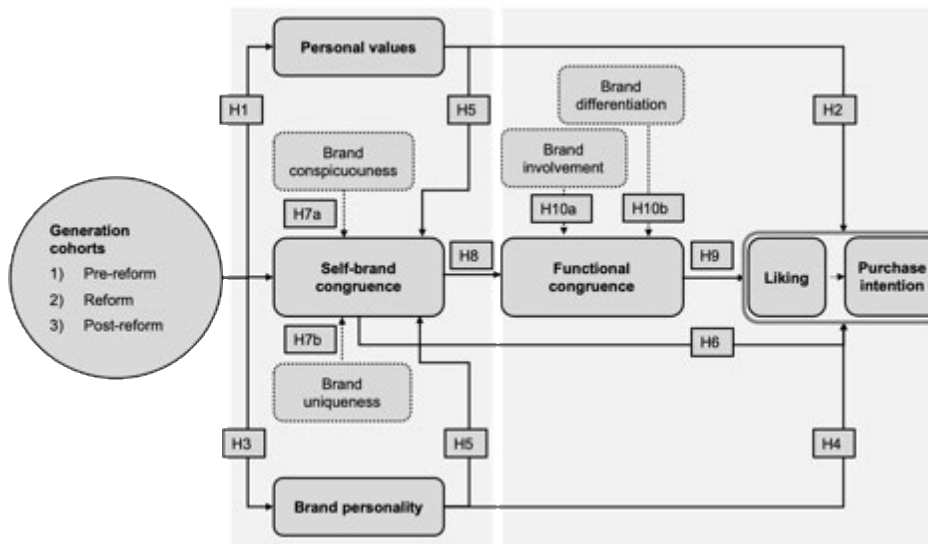 Personal values
H1
H5
H2
Brand
differentiation
Brand
conspicuousness
Brand
involvement
H7a
H10a
H10b
Generation
cohorts
1) Pre-reform
2) Reform
3) Post-reform
Self-brand
congruence
H8
Functional
congruence
H9
Liking
Purchase
intention
H7b
H6
Brand
uniqueness
H3
H5
H4
Brand personality